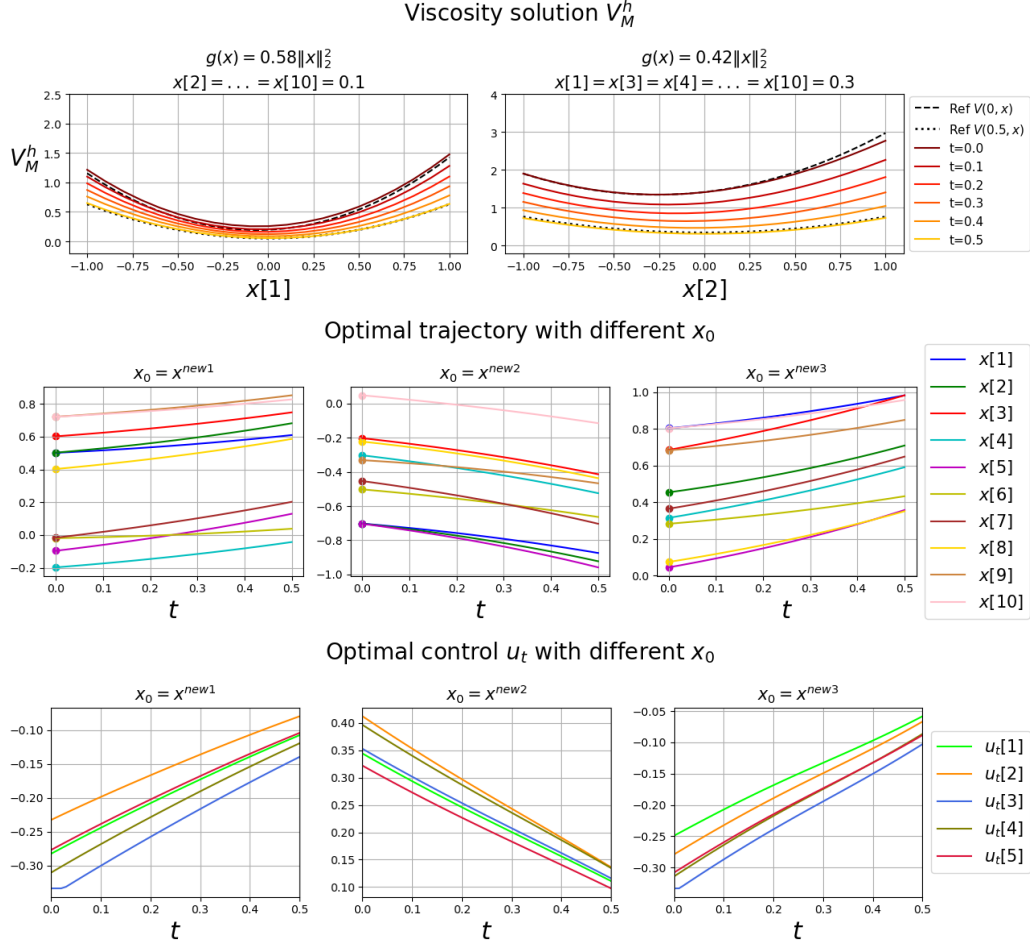 Viscosity solution V_M^h
g(x) = 0.58‖x‖₂²
x[2] = . . . = x[10] = 0.1
g(x) = 0.42‖x‖₂²
x[1] = x[3] = x[4] = . . . = x[10] = 0.3
V_M^h
2.5
2.0
1.5
1.0
0.5
0.0
−1.00 −0.75 −0.50 −0.25 0.00 0.25 0.50 0.75 1.00
x[1]
4
3
2
1
0
−1.00 −0.75 −0.50 −0.25 0.00 0.25 0.50 0.75 1.00
x[2]
Ref V(0, x)
Ref V(0.5, x)
t=0.0
t=0.1
t=0.2
t=0.3
t=0.4
t=0.5
Optimal trajectory with different x₀
x₀ = x^{new1}
0.8
0.6
0.4
0.2
0.0
−0.2
0.0 0.1 0.2 0.3 0.4 0.5
t
x₀ = x^{new2}
0.0
−0.2
−0.4
−0.6
−0.8
−1.0
0.0 0.1 0.2 0.3 0.4 0.5
t
x₀ = x^{new3}
1.0
0.8
0.6
0.4
0.2
0.0
0.0 0.1 0.2 0.3 0.4 0.5
t
x[1]
x[2]
x[3]
x[4]
x[5]
x[6]
x[7]
x[8]
x[9]
x[10]
Optimal control u_t with different x₀
x₀ = x^{new1}
−0.10
−0.15
−0.20
−0.25
−0.30
0.0 0.1 0.2 0.3 0.4 0.5
t
x₀ = x^{new2}
0.40
0.35
0.30
0.25
0.20
0.15
0.10
0.0 0.1 0.2 0.3 0.4 0.5
t
x₀ = x^{new3}
−0.05
−0.10
−0.15
−0.20
−0.25
−0.30
0.0 0.1 0.2 0.3 0.4 0.5
t
u_t[1]
u_t[2]
u_t[3]
u_t[4]
u_t[5]